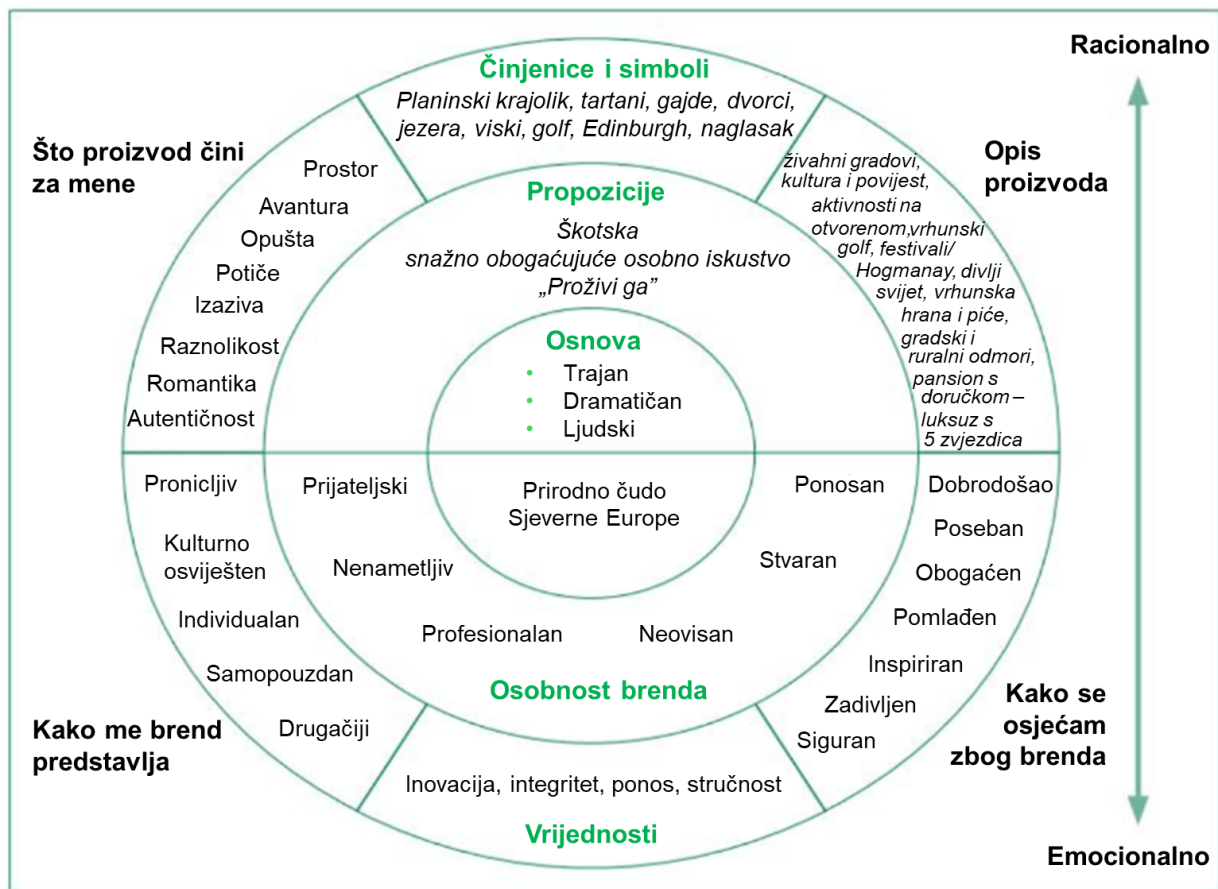 Racionalno
Činjenice i simboli
Planinski krajolik, tartani, gajde, dvorci,
jezera, viski, golf, Edinburgh, naglasak
Što proizvod čini
za mene
Prostor
Avantura
Opušta
Potiče
Izaziva
Raznolikost
Romantika
Autentičnost
Propozicije
Škotska
snažno obogaćujuće osobno iskustvo
„Proživi ga”
Opis
proizvoda
živahni gradovi,
kultura i povijest,
aktivnosti na
otvorenom,vrhunski
golf, festivali/
Hogmanay, divlji
svijet, vrhunska
hrana i piće,
gradski i
ruralni odmori,
pansion s
doručkom –
luksuz s
5 zvjezdica
Osnova
• Trajan
• Dramatičan
• Ljudski
Prirodno čudo
Sjeverne Europe
Pronicljiv
Kulturno
osviješten
Individualan
Samopouzdan
Drugačiji
Kako me brend
predstavlja
Prijateljski
Nenametljiv
Profesionalan
Neovisan
Stvaran
Ponosan
Osobnost brenda
Dobrodošao
Poseban
Obogaćen
Pomlađen
Inspiriran
Zadivljen
Siguran
Kako se
osjećam
zbog brenda
Inovacija, integritet, ponos, stručnost
Vrijednosti
Emocionalno